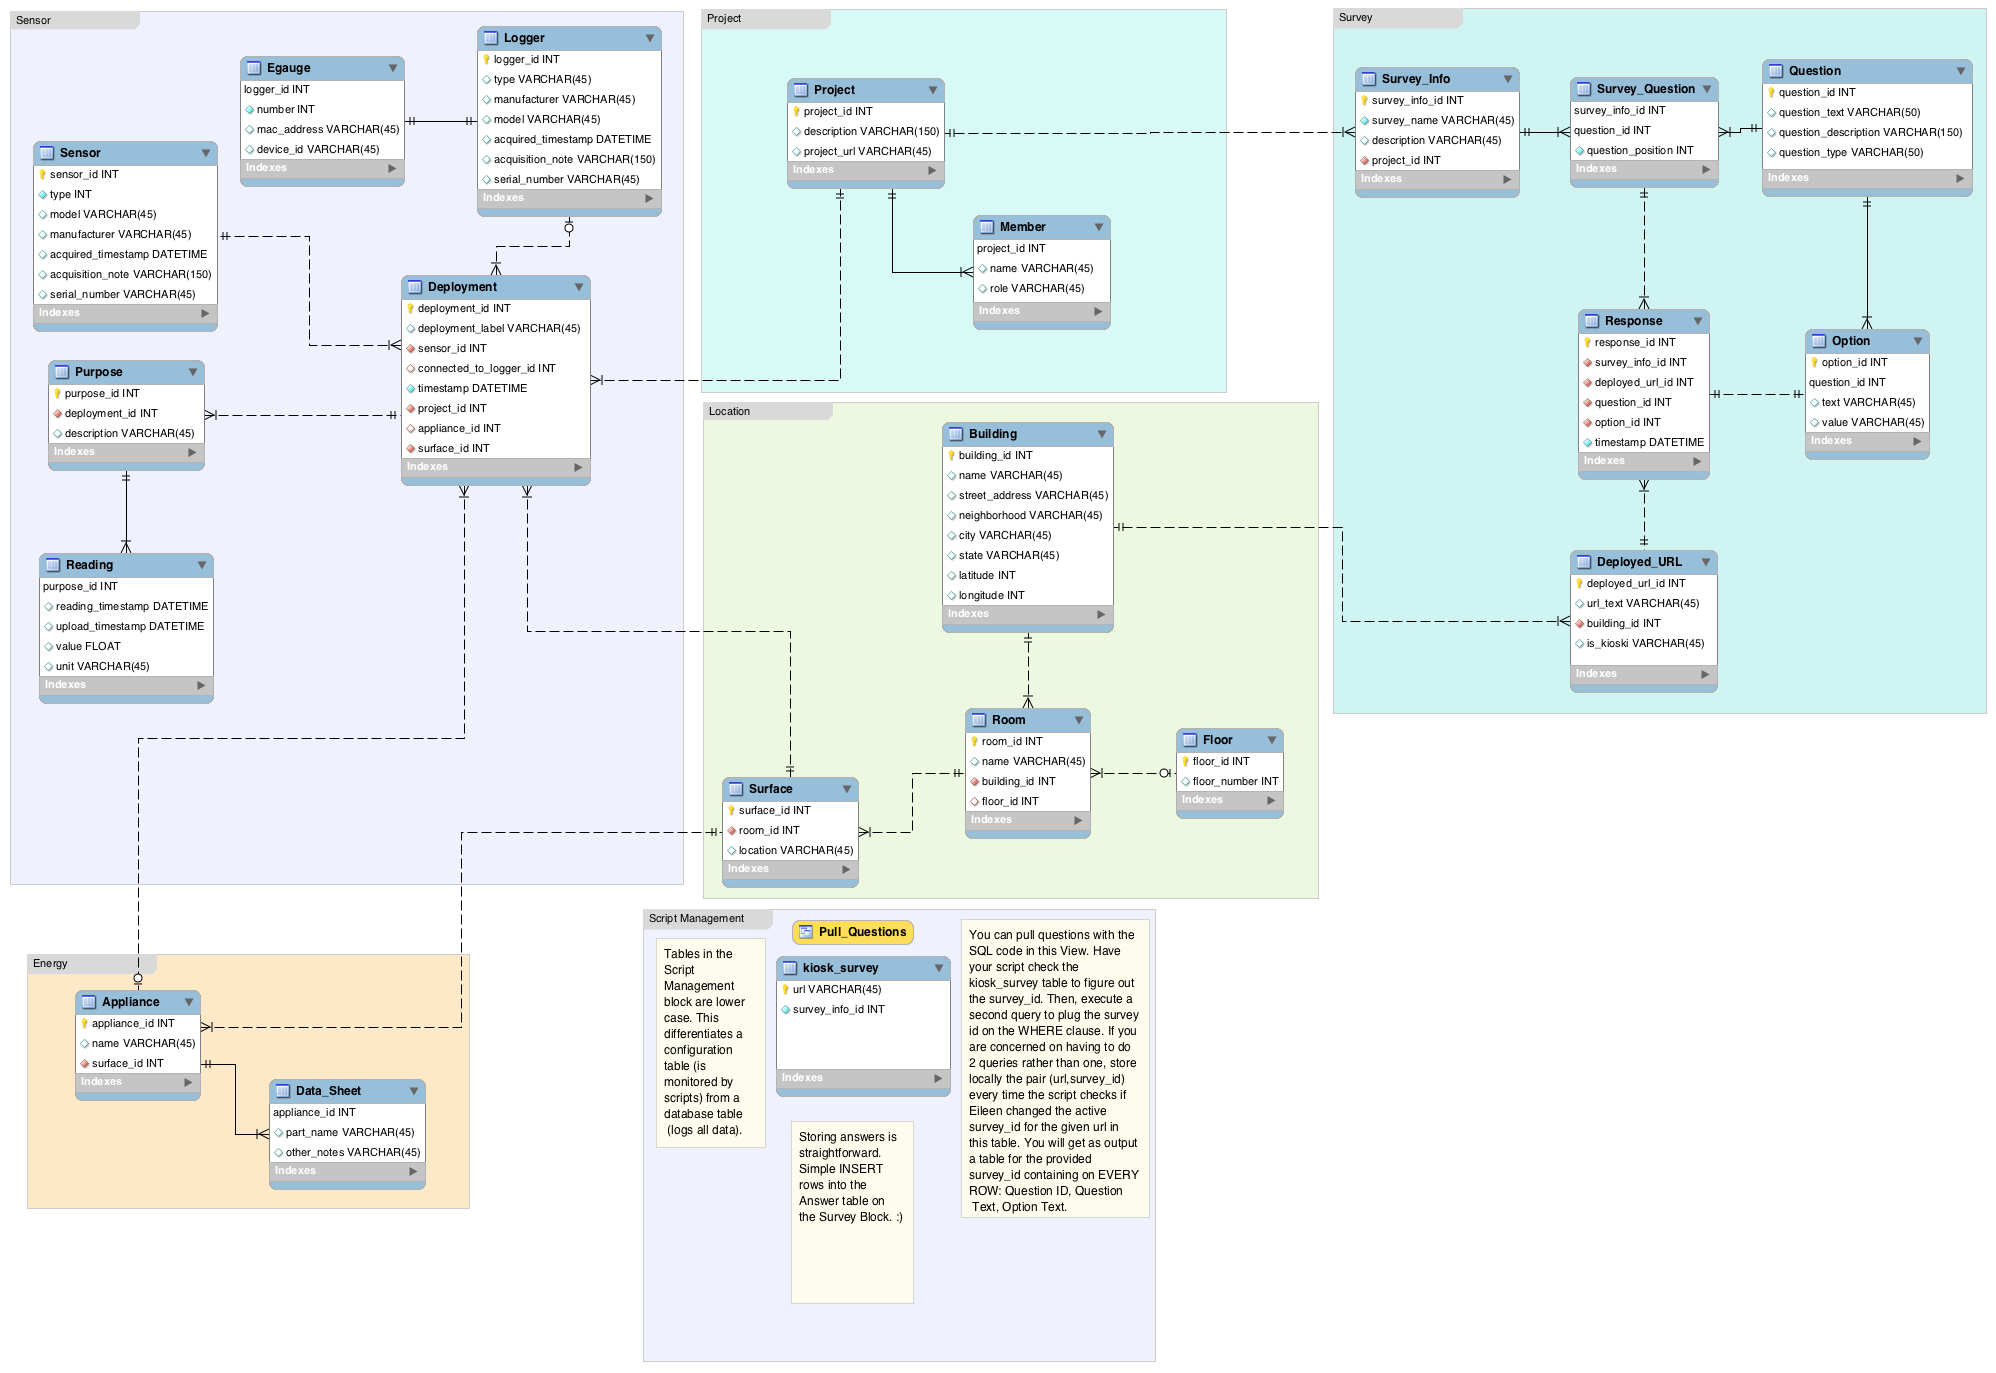 Sensor
Egauge
logger_id INT
number INT
mac_address VARCHAR(45)
device_id VARCHAR(45)
Indexes
Logger
logger_id INT
type VARCHAR(45)
manufacturer VARCHAR(45)
model VARCHAR(45)
acquired_timestamp DATETIME
acquisition_note VARCHAR(150)
serial_number VARCHAR(45)
Indexes
Sensor
sensor_id INT
type INT
model VARCHAR(45)
manufacturer VARCHAR(45)
acquired_timestamp DATETIME
acquisition_note VARCHAR(150)
serial_number VARCHAR(45)
Indexes
Deployment
deployment_id INT
deployment_label VARCHAR(45)
sensor_id INT
connected_to_logger_id INT
timestamp DATETIME
project_id INT
appliance_id INT
surface_id INT
Indexes
Purpose
purpose_id INT
deployment_id INT
description VARCHAR(45)
Indexes
Reading
purpose_id INT
reading_timestamp DATETIME
upload_timestamp DATETIME
value FLOAT
unit VARCHAR(45)
Indexes
Project
Project
project_id INT
description VARCHAR(150)
project_url VARCHAR(45)
Indexes
Member
project_id INT
name VARCHAR(45)
role VARCHAR(45)
Indexes
Survey
Survey_Info
survey_info_id INT
survey_name VARCHAR(45)
description VARCHAR(45)
project_id INT
Indexes
Survey_Question
survey_info_id INT
question_id INT
question_position INT
Indexes
Question
question_id INT
question_text VARCHAR(50)
question_description VARCHAR(150)
question_type VARCHAR(50)
Indexes
Response
response_id INT
survey_info_id INT
deployed_url_id INT
question_id INT
option_id INT
timestamp DATETIME
Indexes
Option
option_id INT
question_id INT
text VARCHAR(45)
value VARCHAR(45)
Indexes
Deployed_URL
deployed_url_id INT
url_text VARCHAR(45)
building_id INT
is_kioski VARCHAR(45)
Indexes
Location
Building
building_id INT
name VARCHAR(45)
street_address VARCHAR(45)
neighborhood VARCHAR(45)
city VARCHAR(45)
state VARCHAR(45)
latitude INT
longitude INT
Indexes
Room
room_id INT
name VARCHAR(45)
building_id INT
floor_id INT
Indexes
Floor
floor_id INT
floor_number INT
Indexes
Surface
surface_id INT
room_id INT
location VARCHAR(45)
Indexes
Energy
Appliance
appliance_id INT
name VARCHAR(45)
surface_id INT
Indexes
Data_Sheet
appliance_id INT
part_name VARCHAR(45)
other_notes VARCHAR(45)
Indexes
Script Management
Tables in the
Script
Management
block are lower
case. This
differentiates a
configuration
table (is
monitored by
scripts) from a
database table
(logs all data).
Pull_Questions
kiosk_survey
url VARCHAR(45)
survey_info_id INT
Indexes
Storing answers is
straightforward.
Simple INSERT
rows into the
Answer table on
the Survey Block. :)
You can pull questions with the
SQL code in this View. Have
your script check the
kiosk_survey table to figure out
the survey_id. Then, execute a
second query to plug the survey
id on the WHERE clause. If you
are concerned on having to do
2 queries rather than one, store
locally the pair (url,survey_id)
every time the script checks if
Eileen changed the active
survey_id for the given url in
this table. You will get as output
a table for the provided
survey_id containing on EVERY
ROW: Question ID, Question
Text, Option Text.